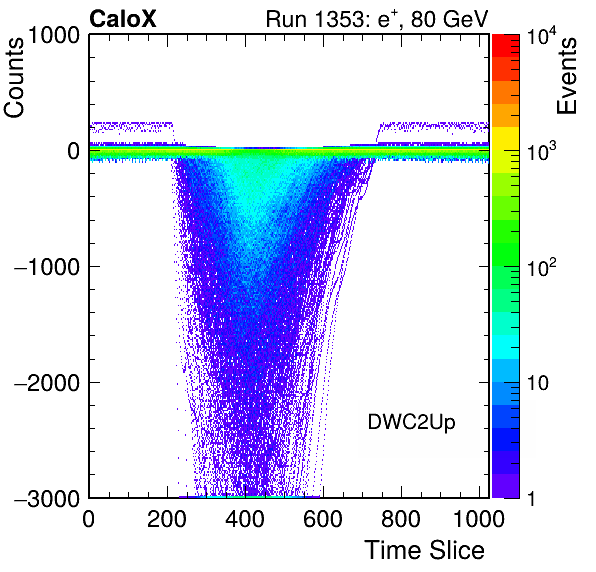 CaloX Run 1353: e⁺, 80 GeV
Counts
Events
1000
0
−1000
−2000
−3000
0 200 400 600 800 1000
Time Slice
DWC2Up
10⁴
10³
10²
10
1